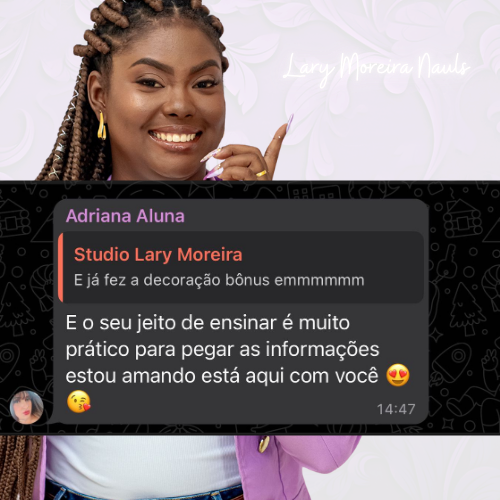 Lary Moreira Nauls
Adriana Aluna
Studio Lary Moreira
E já fez a decoração bônus emmmmmm
E o seu jeito de ensinar é muito
prático para pegar as informações
estou amando está aqui com você 😍
😘
14:47